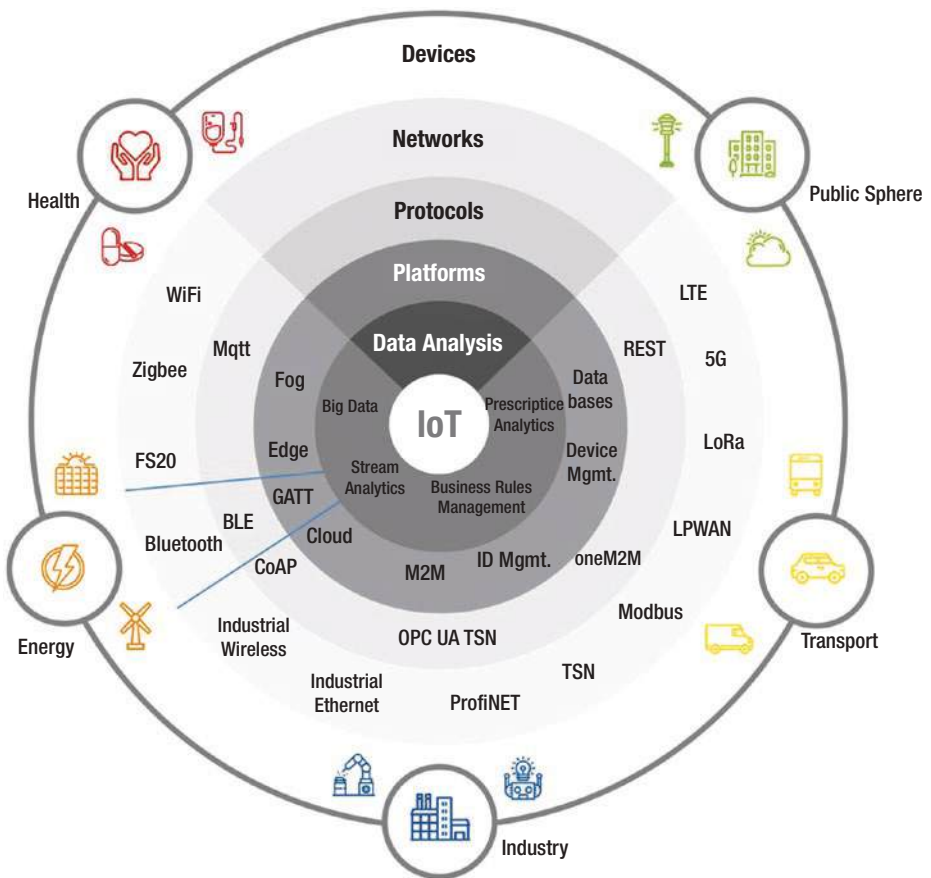 Devices
Networks
Health
Public Sphere
Protocols
Platforms
WiFi
LTE
Data Analysis
Mqtt
REST
5G
Zigbee
Fog
Data
bases
Big Data
IoT
Prescriptice
Analytics
FS20
Edge
Device
Mgmt.
LoRa
Stream
Analytics
GATT
Business Rules
Management
BLE
Bluetooth
Cloud
LPWAN
CoAP
M2M
ID Mgmt.
oneM2M
Modbus
Industrial
Wireless
OPC UA TSN
Energy
Transport
Industrial
Ethernet
ProfiNET
TSN
Industry